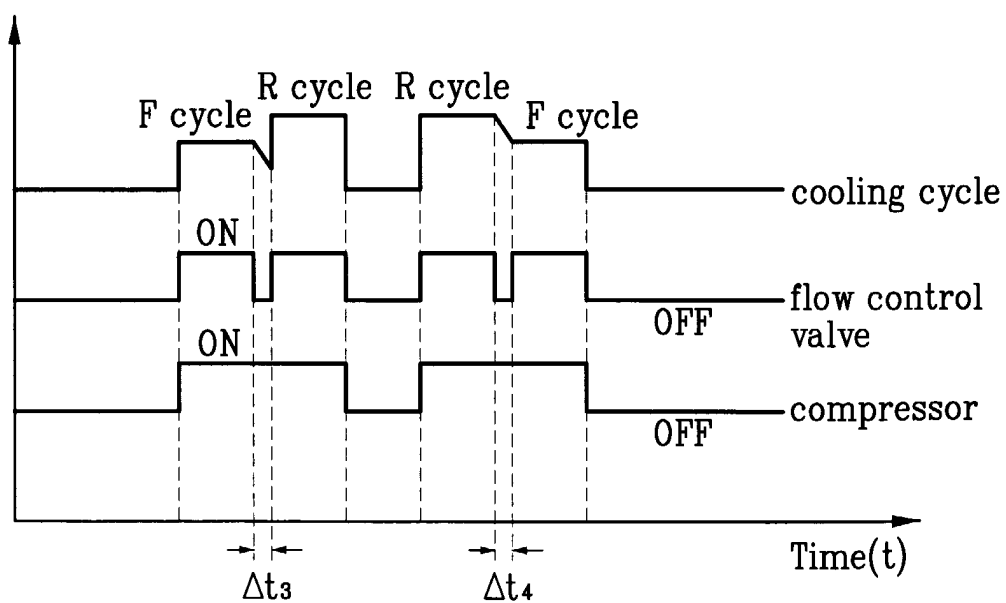 R cycle
R cycle
F cycle
F cycle
cooling cycle
ON
flow control
valve
OFF
ON
compressor
OFF
Time(t)
Δt3
Δt4